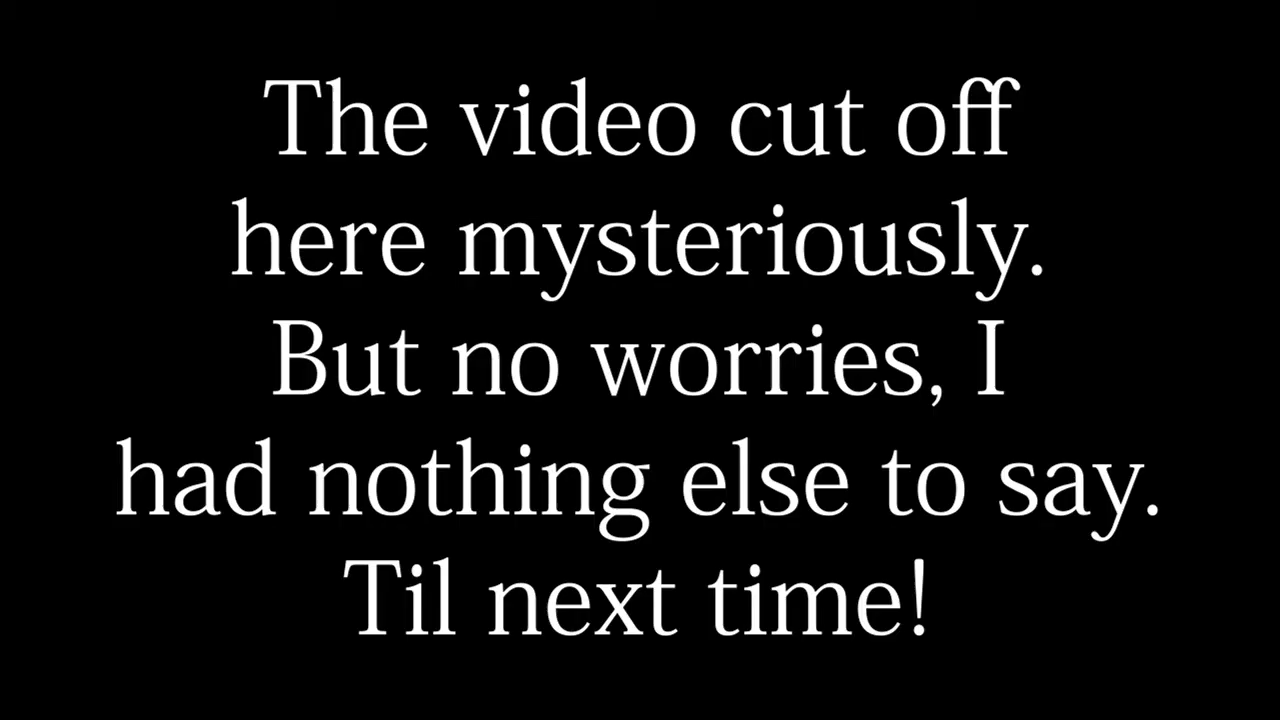 The video cut off
here mysteriously.
But no worries, I
had nothing else to say.
Til next time!